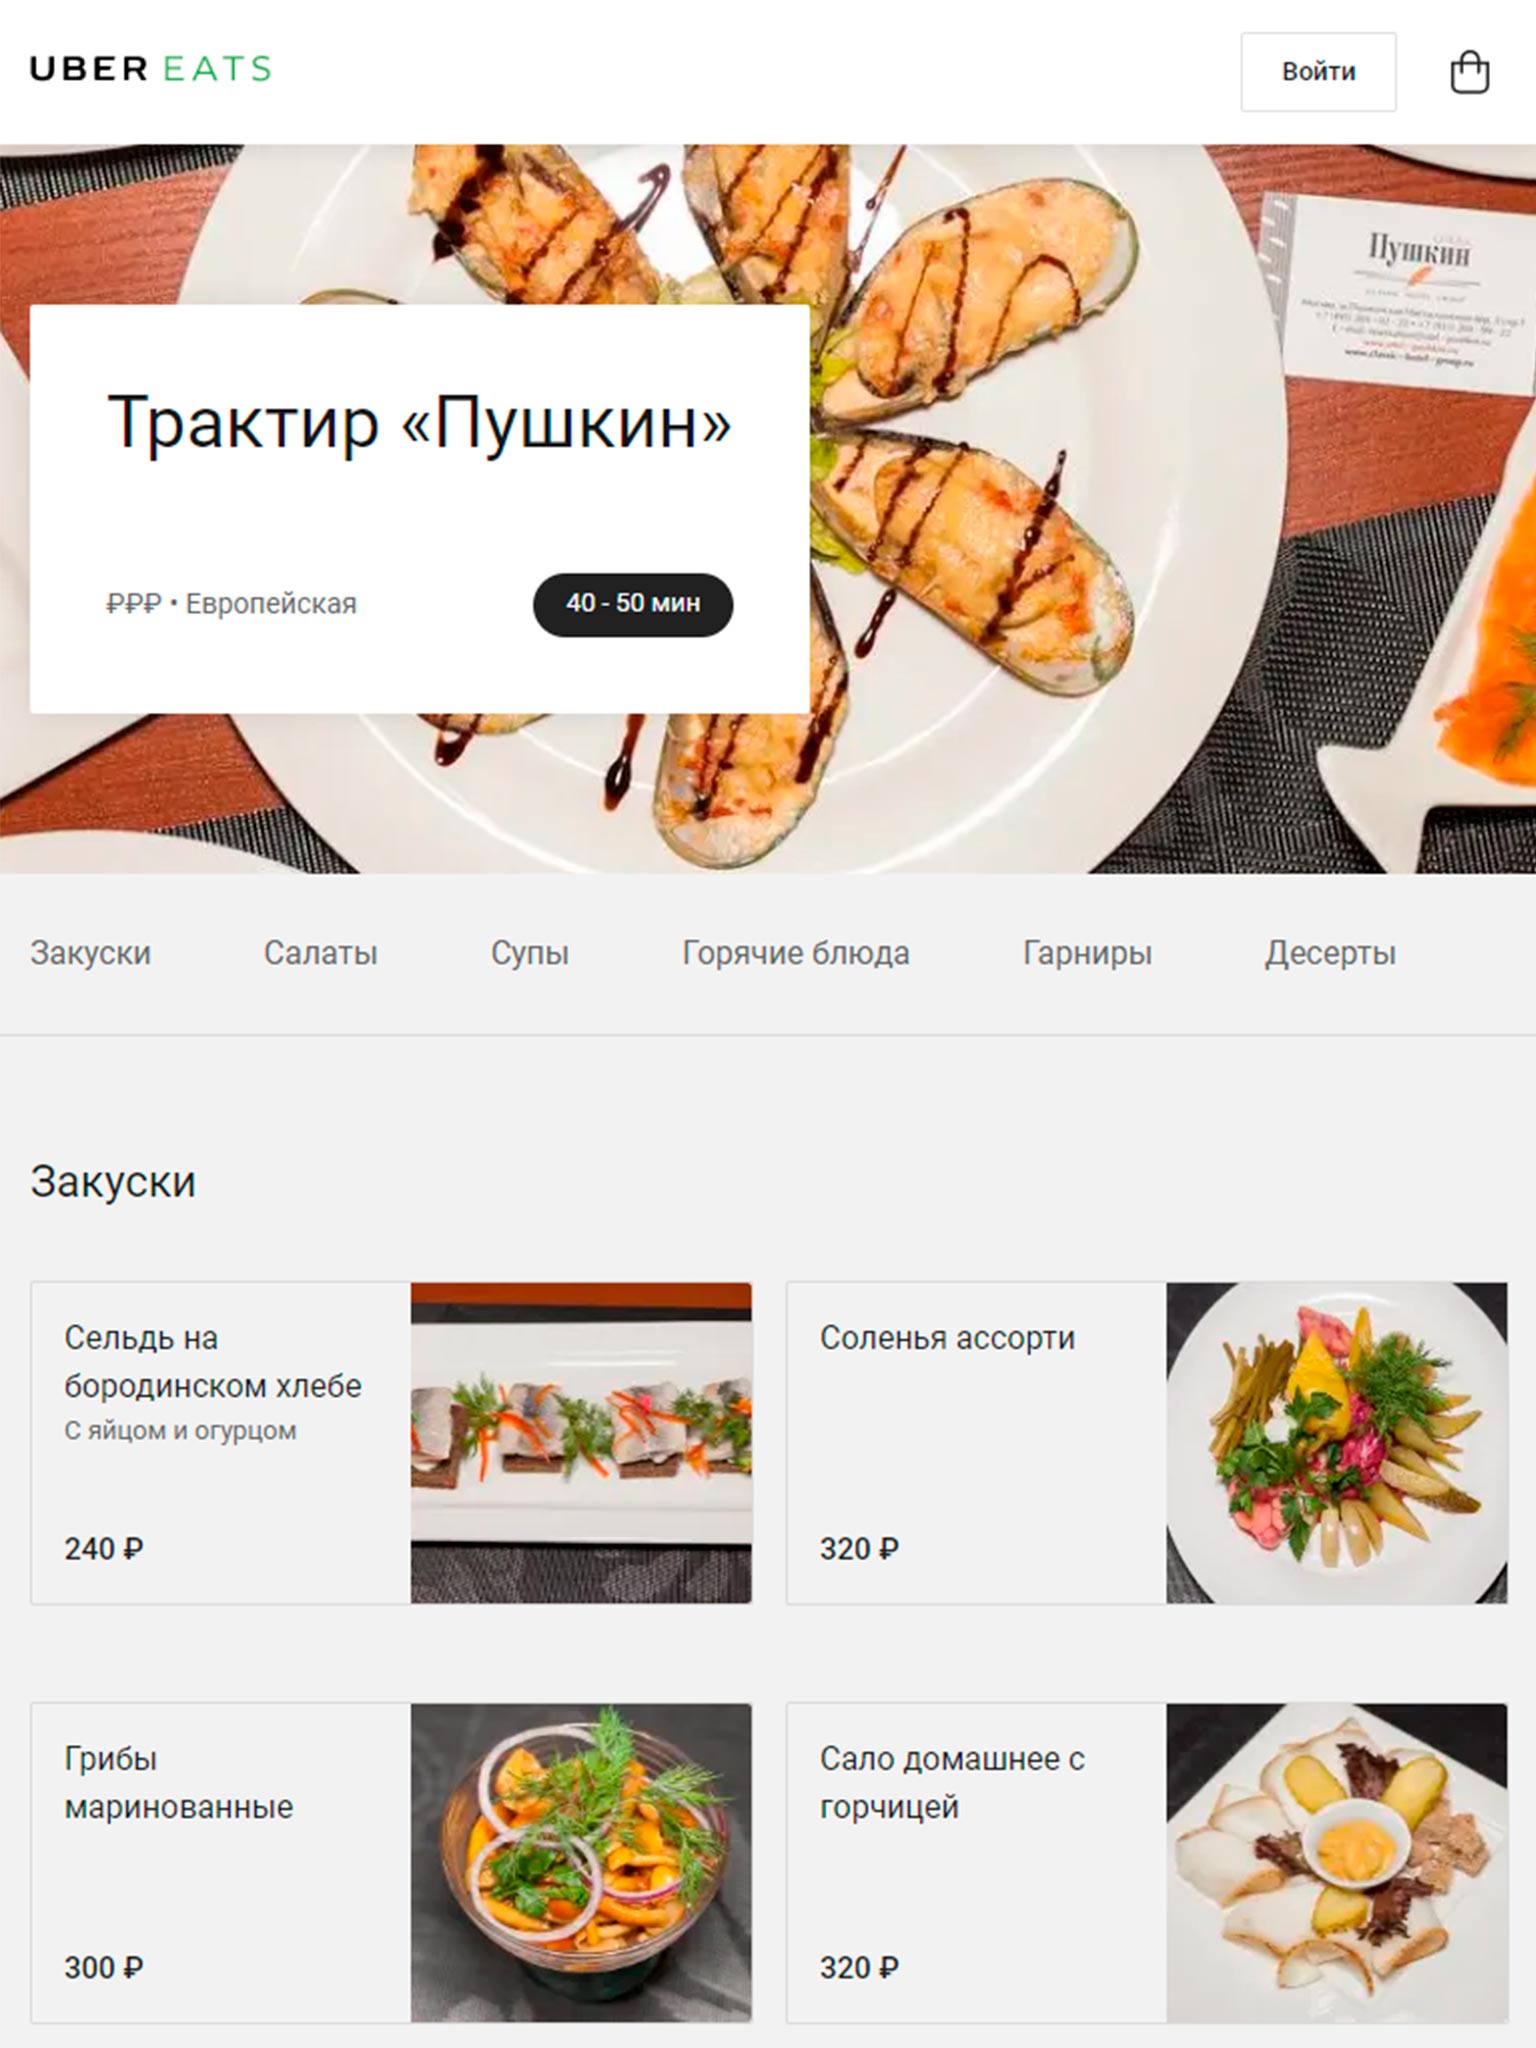 UBER EATS
Войти
Пушкин
Трактир «Пушкин»
₽₽₽ • Европейская
40 - 50 мин
Закуски
Салаты
Супы
Горячие блюда
Гарниры
Десерты
Закуски
Сельдь на
бородинском хлебе
С яйцом и огурцом
240 ₽
Соленья ассорти
320 ₽
Грибы
маринованные
300 ₽
Сало домашнее с
горчицей
320 ₽